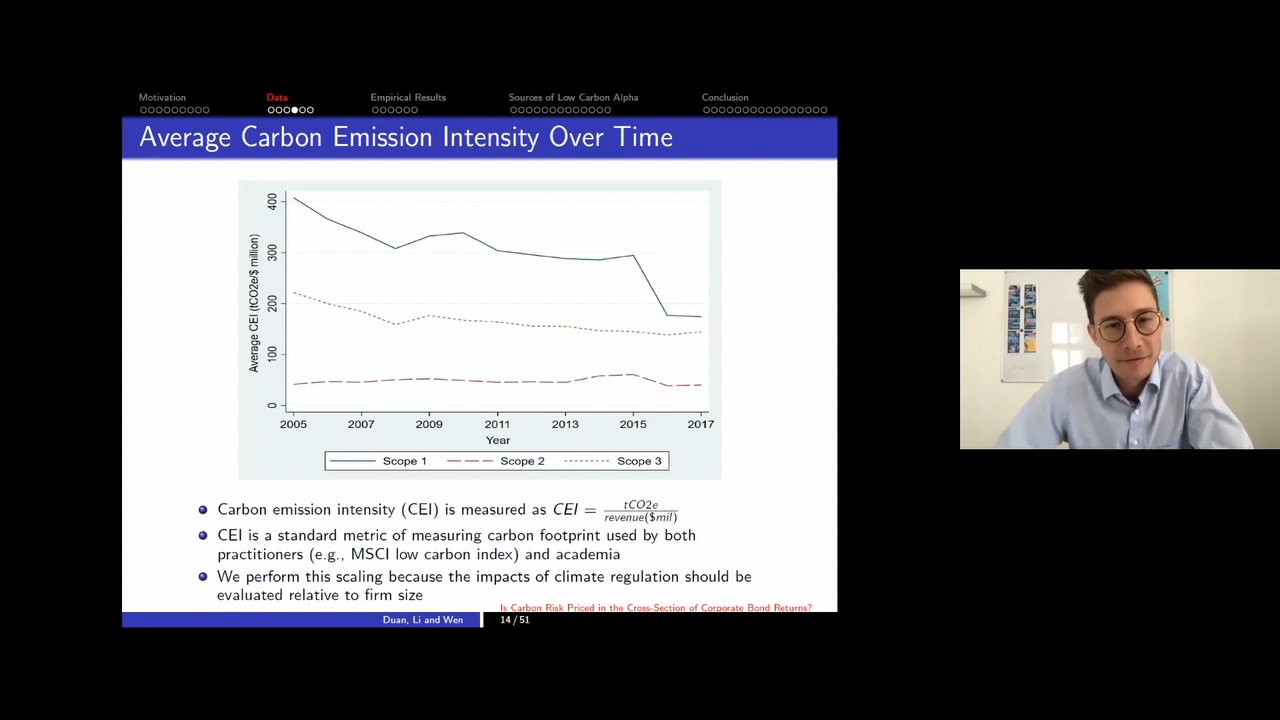 Motivation
Data
Empirical Results
Sources of Low Carbon Alpha
Conclusion
Average Carbon Emission Intensity Over Time
Average CEI (tCO2e/$ million)
400
300
200
100
0
2005
2007
2009
2011
2013
2015
2017
Year
Scope 1
Scope 2
Scope 3
Carbon emission intensity (CEI) is measured as CEI = tCO2e / revenue($mil)
CEI is a standard metric of measuring carbon footprint used by both
practitioners (e.g., MSCI low carbon index) and academia
We perform this scaling because the impacts of climate regulation should be
evaluated relative to firm size
Is Carbon Risk Priced in the Cross-Section of Corporate Bond Returns?
Duan, Li and Wen
14 / 51